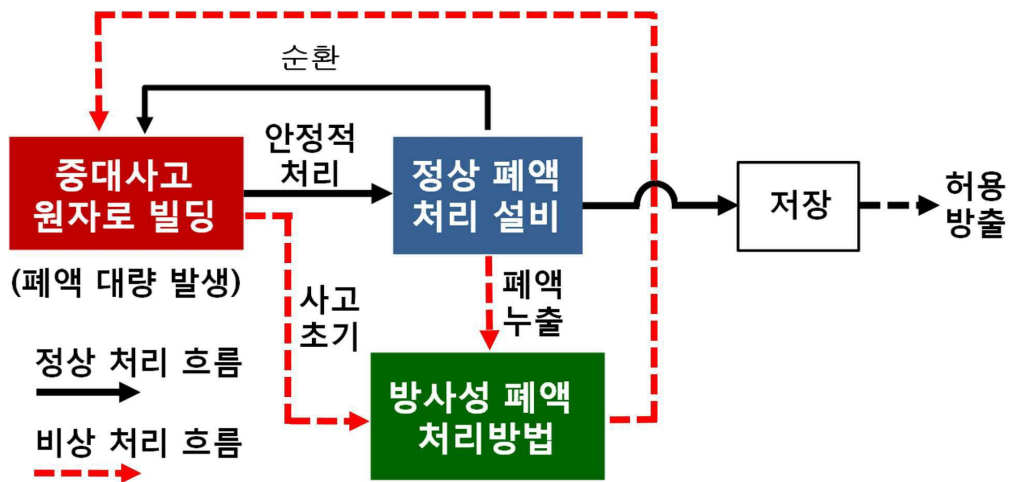 순환
중대사고
원자로 빌딩
(폐액 대량 발생)
안정적
처리
정상 폐액
처리 설비
저장
허용
방출
사고
초기
폐액
누출
방사성 폐액
처리방법
정상 처리 흐름
비상 처리 흐름